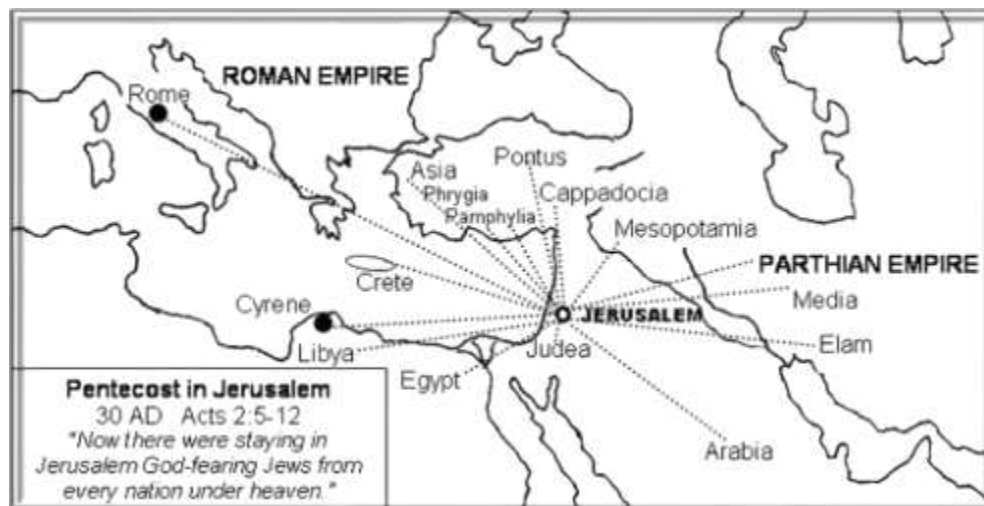 ROMAN EMPIRE
Rome
Asia
Pontus
Phrygia
Cappadocia
Pamphylia
Mesopotamia
PARTHIAN EMPIRE
Crete
Media
Cyrene
JERUSALEM
Libya
Judea
Elam
Egypt
Arabia
Pentecost in Jerusalem
30 AD Acts 2:5-12
"Now there were staying in
Jerusalem God-fearing Jews from
every nation under heaven."